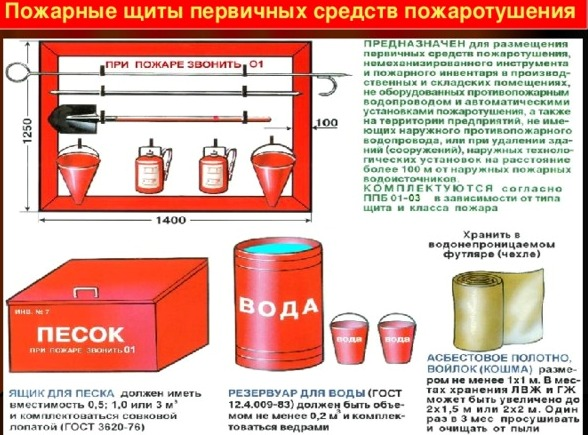 Пожарные щиты первичных средств пожаротушения
ПРИ ПОЖАРЕ ЗВОНИТЬ 01
1250
100
1400
ПРЕДНАЗНАЧЕН для размещения
первичных средств пожаротушения,
немеханизированного инструмента
и пожарного инвентаря в производ-
ственных и складских помещениях,
не оборудованных противопожарным
водопроводом и автоматическими
установками пожаротушения, а также
на территории предприятий, не име-
ющих наружного противопожарного
водопровода, или при удалении зда-
ний (сооружений), наружных техноло-
гических установок на расстояние
более 100 м от наружных пожарных
водоисточников.
КОМПЛЕКТУЮТСЯ согласно
ППБ 01-03 в зависимости от типа
щита и класса пожара
ИНВ. № 7
ПЕСОК
ПРИ ПОЖАРЕ ЗВОНИТЬ 01
ЯЩИК ДЛЯ ПЕСКА должен иметь
вместимость 0,5; 1,0 или 3 м³
и комплектоваться совковой
лопатой (ГОСТ 3620-76)
ВОДА
ВОДА
ВОДА
РЕЗЕРВУАР ДЛЯ ВОДЫ (ГОСТ
12.4.009-83) должен быть объе-
мом не менее 0,2 м³ и комплек-
товаться ведрами
Хранить в
водонепроницаемом
футляре (чехле)
АСБЕСТОВОЕ ПОЛОТНО,
ВОЙЛОК (КОШМА) разме-
ром не менее 1х1 м. В мес-
тах хранения ЛВЖ и ГЖ
может быть увеличено до
2х1,5 м или 2х2 м. Один
раз в 3 мес просушивать
и очищать от пыли